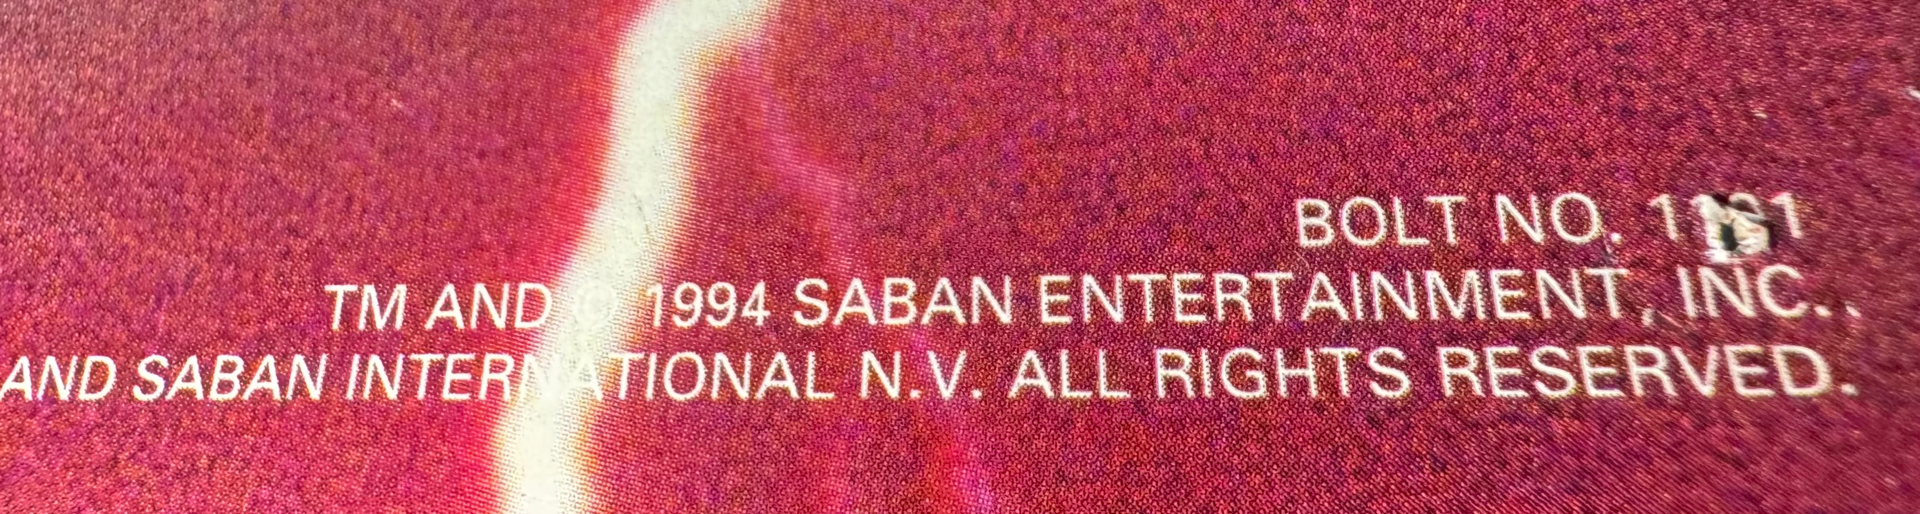 BOLT NO.
TM AND © 1994 SABAN ENTERTAINMENT, INC.,
AND SABAN INTERNATIONAL N.V. ALL RIGHTS RESERVED.